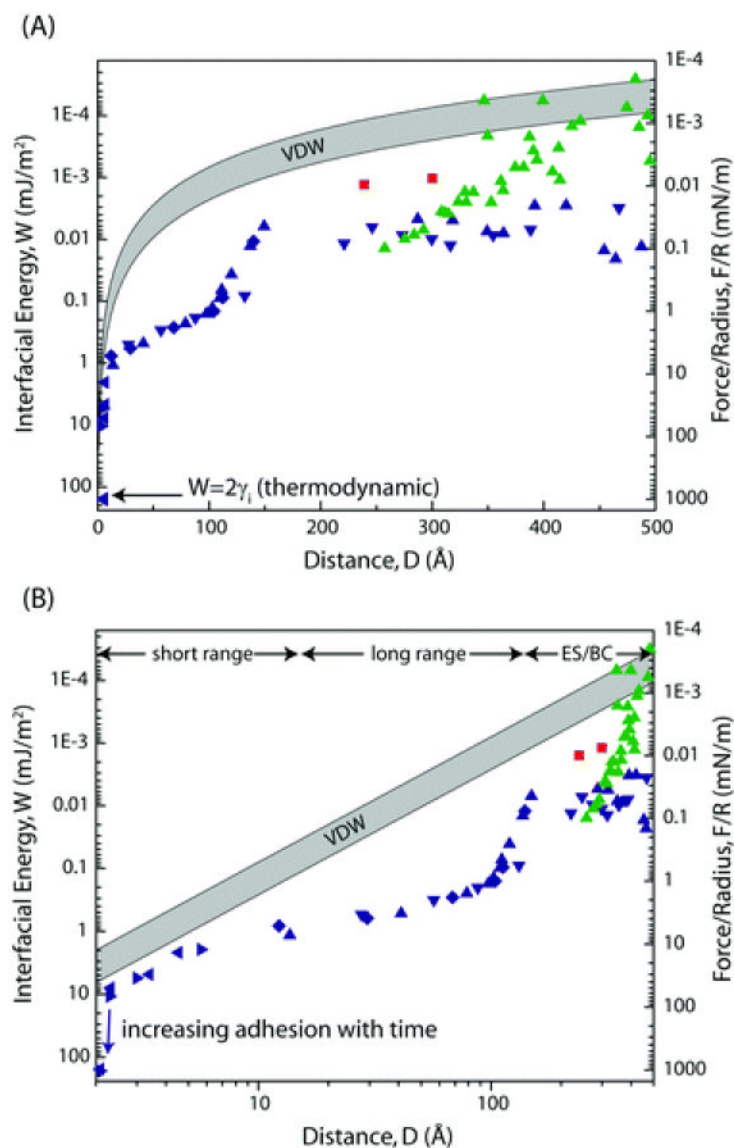 (A)
1E-4
1E-3
0.01
0.1
1
10
100
Interfacial Energy, W (mJ/m²)
1E-4
1E-3
0.01
0.1
1
10
100
1000
Force/Radius, F/R (mN/m)
VDW
W=2γᵢ (thermodynamic)
0 100 200 300 400 500
Distance, D (Å)
(B)
short range long range ES/BC
1E-4
1E-3
0.01
0.1
1
10
100
Interfacial Energy, W (mJ/m²)
1E-4
1E-3
0.01
0.1
1
10
100
1000
Force/Radius, F/R (mN/m)
VDW
increasing adhesion with time
10 100
Distance, D (Å)